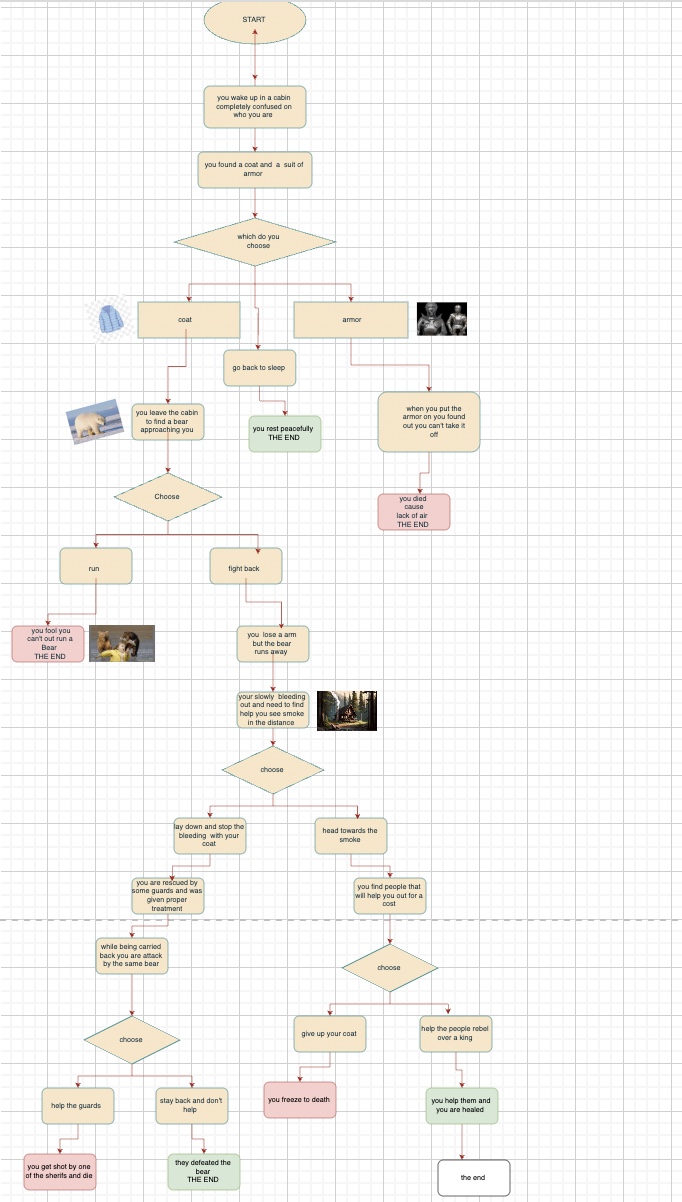 START
you wake up in a cabin
completely confused on
who you are
you found a coat and a suit of
armor
which do you
choose
coat
armor
go back to sleep
you leave the cabin
to find a bear
approaching you
you rest peacefully
THE END
when you put the
armor on you found
out you can't take it
off
Choose
you died
cause
lack of air
THE END
run
fight back
you fool you
can't out run a
Bear
THE END
you lose a arm
but the bear
runs away
your slowly bleeding
out and need to find
help you see smoke
in the distance
choose
lay down and stop the
bleeding with your
coat
head towards the
smoke
you are rescued by
some guards and was
given proper
treatment
you find people that
will help you out for a
cost
while being carried
back you are attack
by the same bear
choose
choose
give up your coat
help the people rebel
over a king
help the guards
stay back and don't
help
you freeze to death
you help them and
you are healed
you get shot by one
of the sherifs and die
they defeated the
bear
THE END
the end